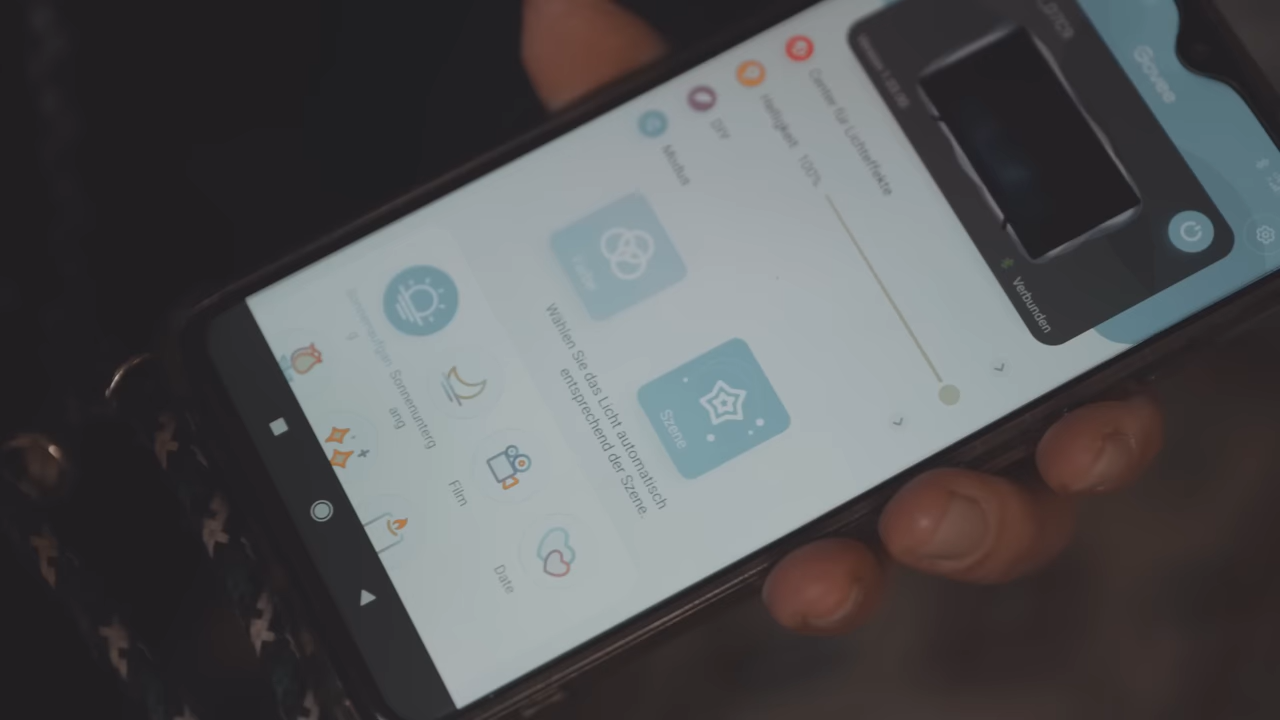 Govee
Verbunden
Center für Lichteffekte
Helligkeit 100%
DIY
Modus
Farbe
Szene
Wählen Sie das Licht automatisch
entsprechend der Szene.
Sonnenunterg
ang
Film
Date